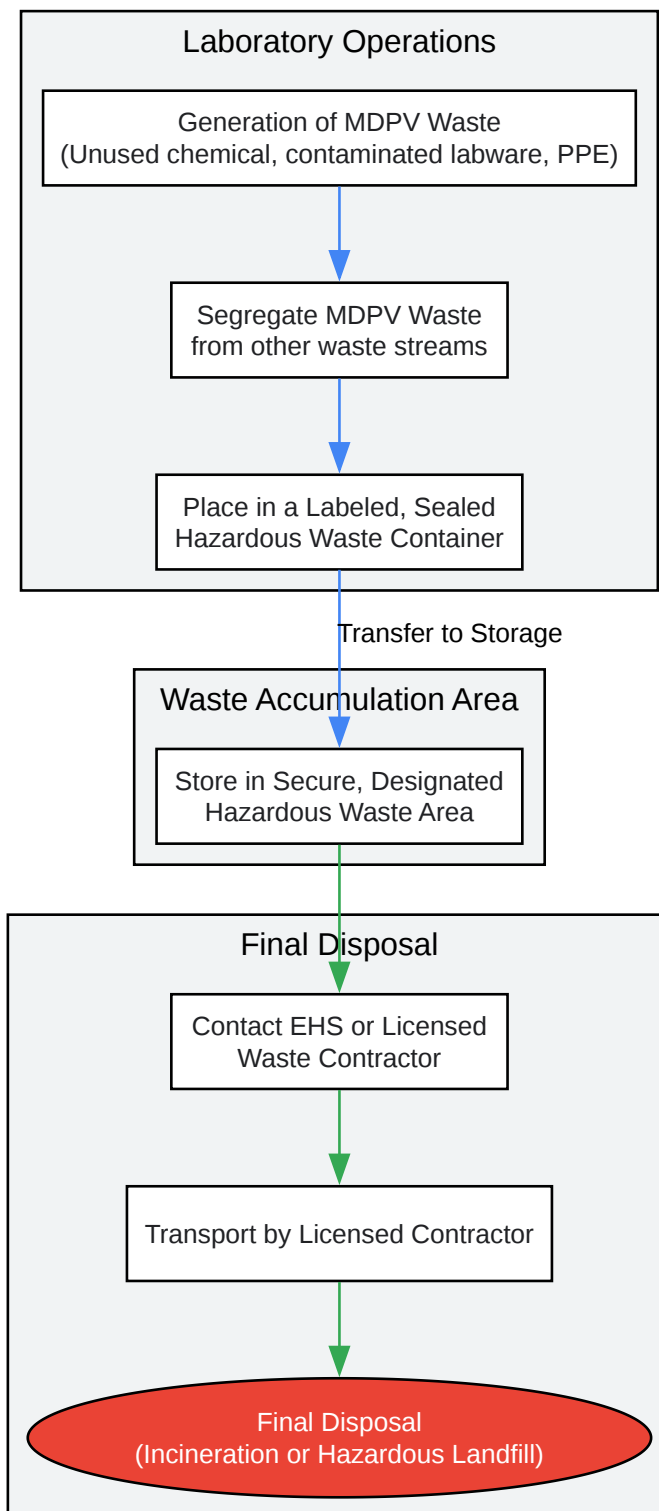 Laboratory Operations
Generation of MDPV Waste
(Unused chemical, contaminated labware, PPE)
Segregate MDPV Waste
from other waste streams
Place in a Labeled, Sealed
Hazardous Waste Container
Transfer to Storage
Waste Accumulation Area
Store in Secure, Designated
Hazardous Waste Area
Final Disposal
Contact EHS or Licensed
Waste Contractor
Transport by Licensed Contractor
Final Disposal
(Incineration or Hazardous Landfill)